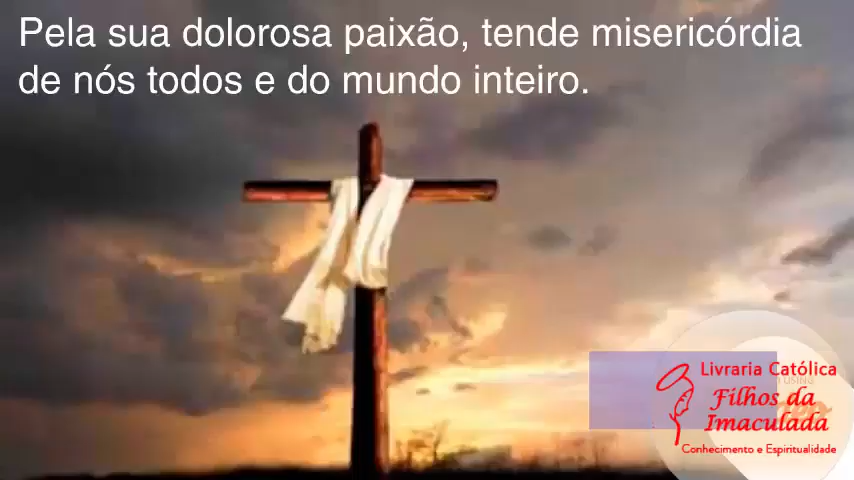 Pela sua dolorosa paixão, tende misericórdia
de nós todos e do mundo inteiro.
Livraria Católica
Filhos da
Imaculada
Conhecimento e Espiritualidade